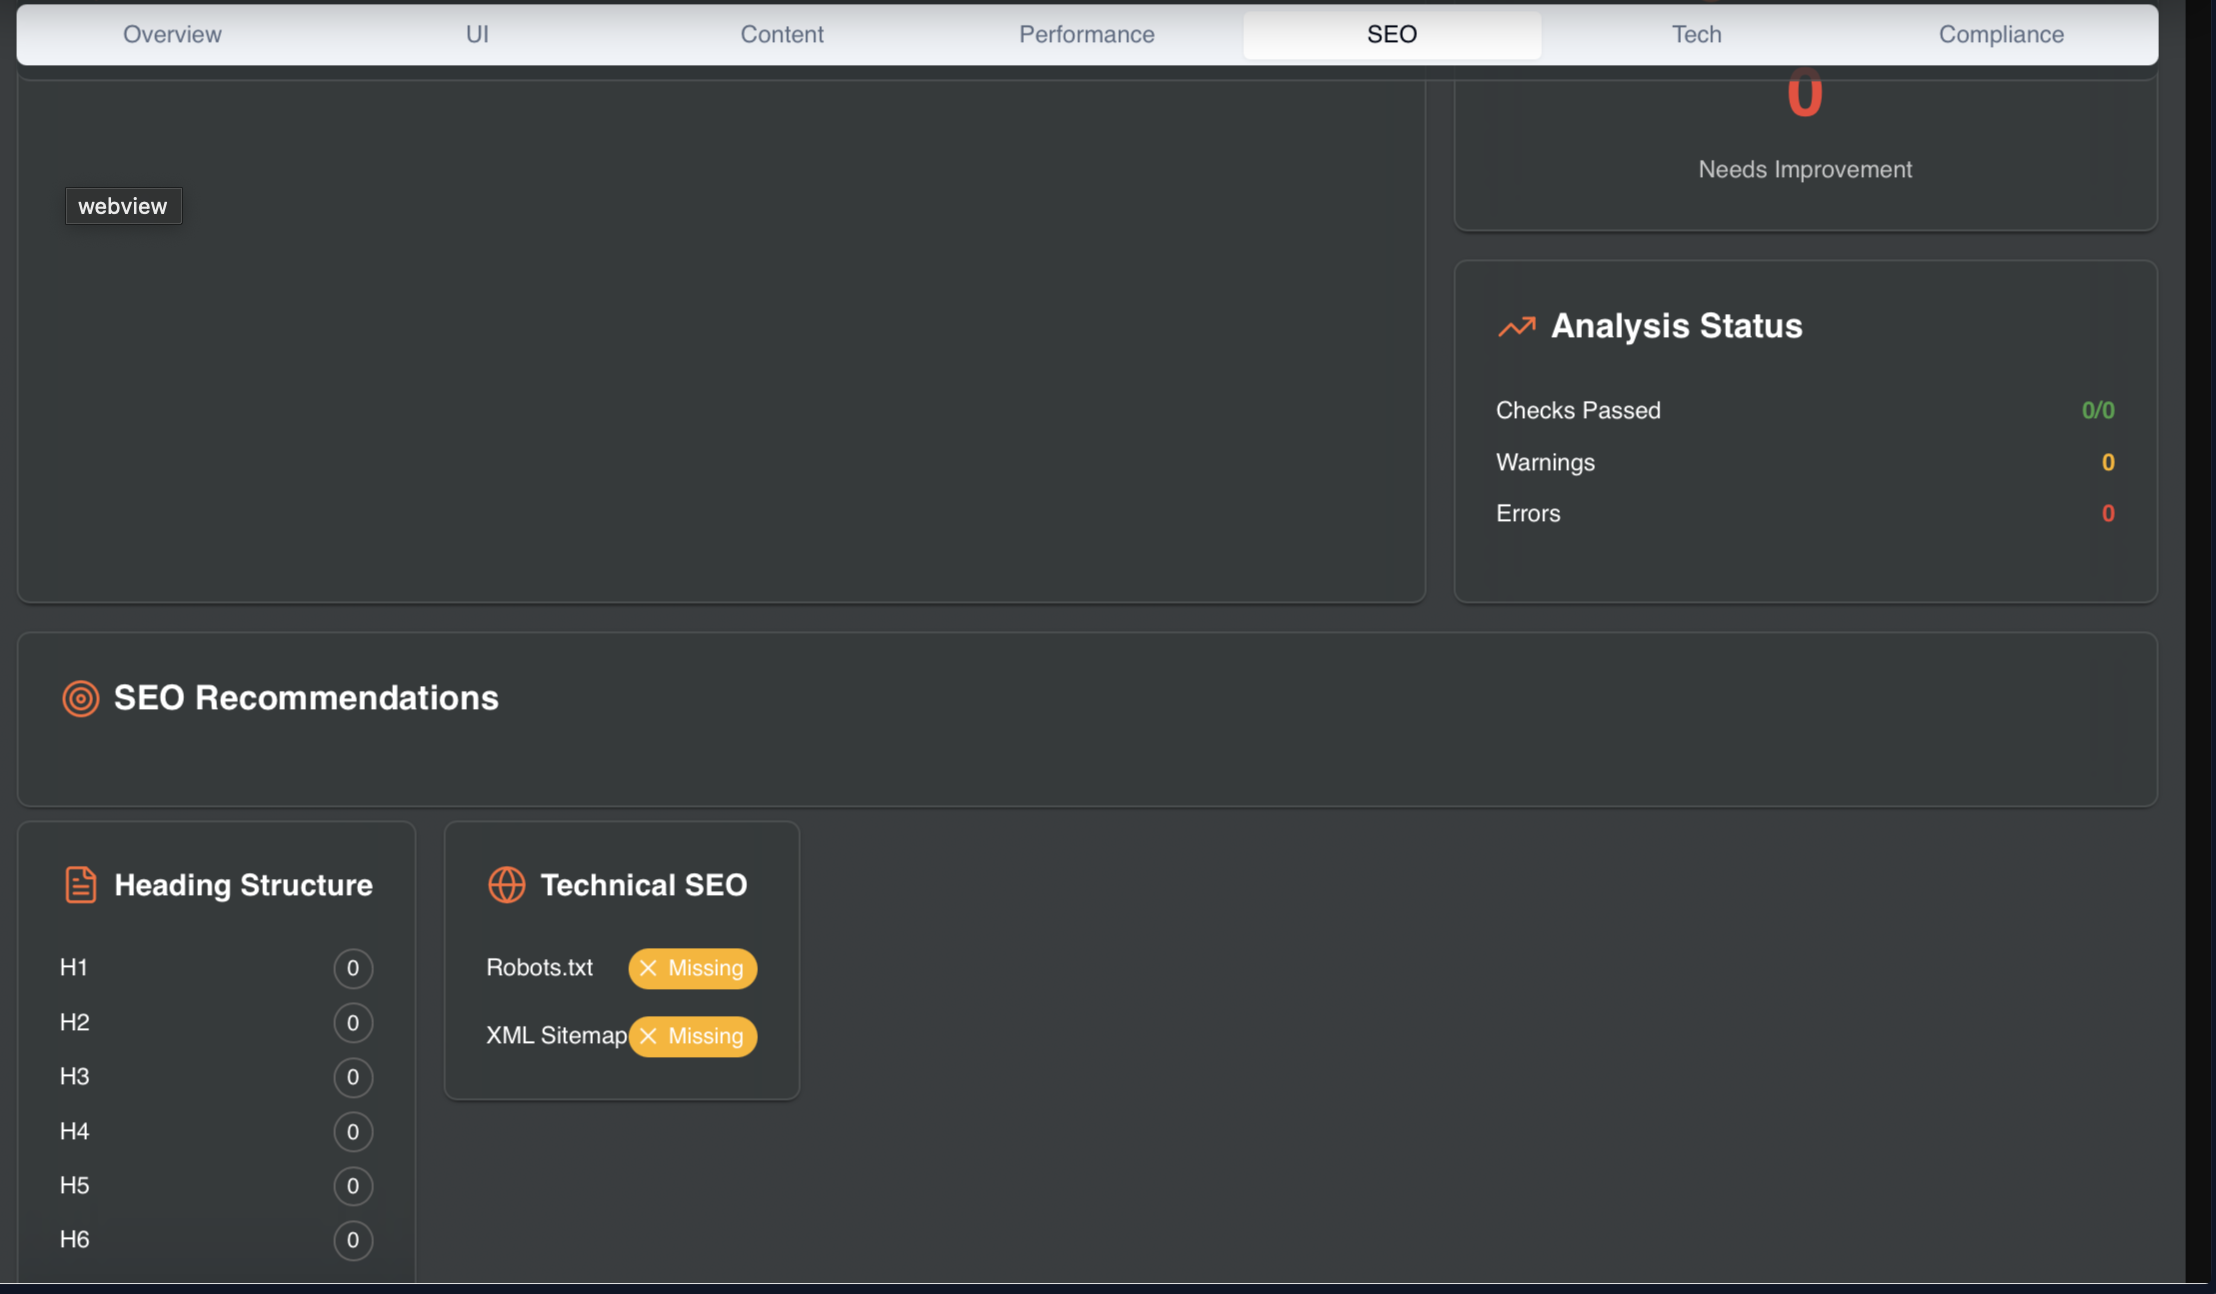 Overview UI Content Performance SEO Tech Compliance
0
Needs Improvement
webview
Analysis Status
Checks Passed 0/0
Warnings 0
Errors 0
SEO Recommendations
Heading Structure
H1 0
H2 0
H3 0
H4 0
H5 0
H6 0
Technical SEO
Robots.txt Missing
XML Sitemap Missing